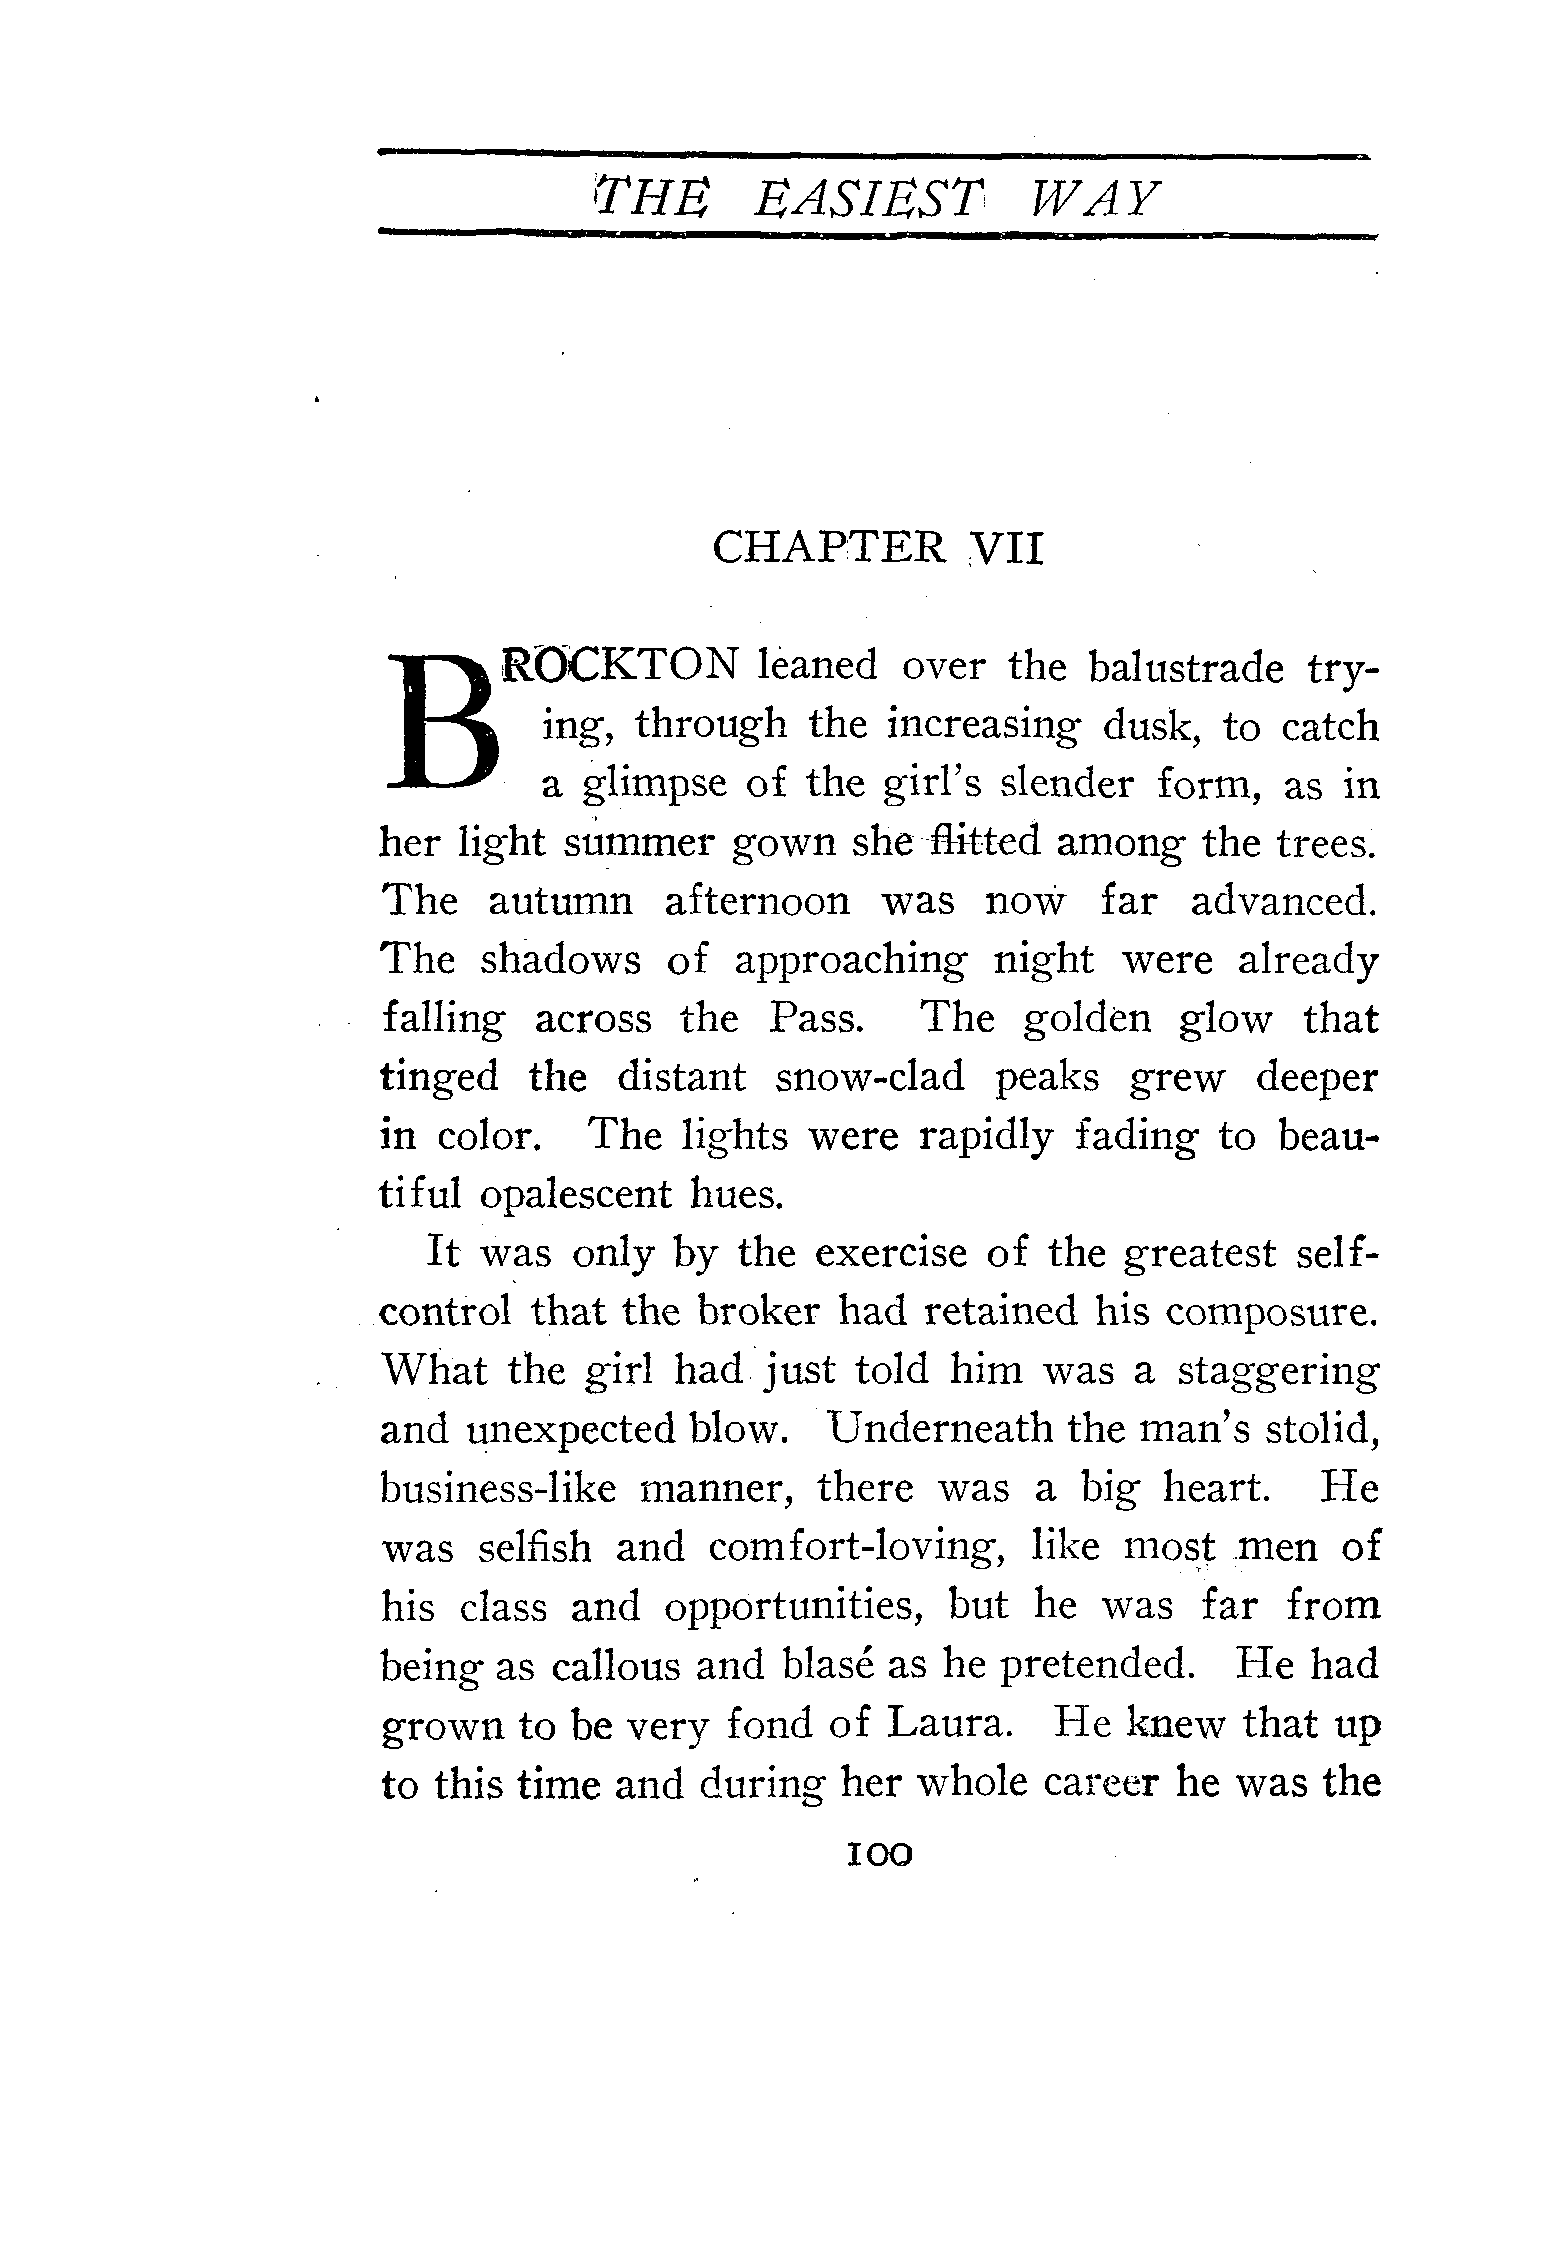 THE EASIEST WAY
CHAPTER VII
BROCKTON leaned over the balustrade try-
ing, through the increasing dusk, to catch
a glimpse of the girl's slender form, as in
her light summer gown she flitted among the trees.
The autumn afternoon was now far advanced.
The shadows of approaching night were already
falling across the Pass. The golden glow that
tinged the distant snow-clad peaks grew deeper
in color. The lights were rapidly fading to beau-
tiful opalescent hues.
It was only by the exercise of the greatest self-
control that the broker had retained his composure.
What the girl had just told him was a staggering
and unexpected blow. Underneath the man's stolid,
business-like manner, there was a big heart. He
was selfish and comfort-loving, like most men of
his class and opportunities, but he was far from
being as callous and blasé as he pretended. He had
grown to be very fond of Laura. He knew that up
to this time and during her whole career he was the
100